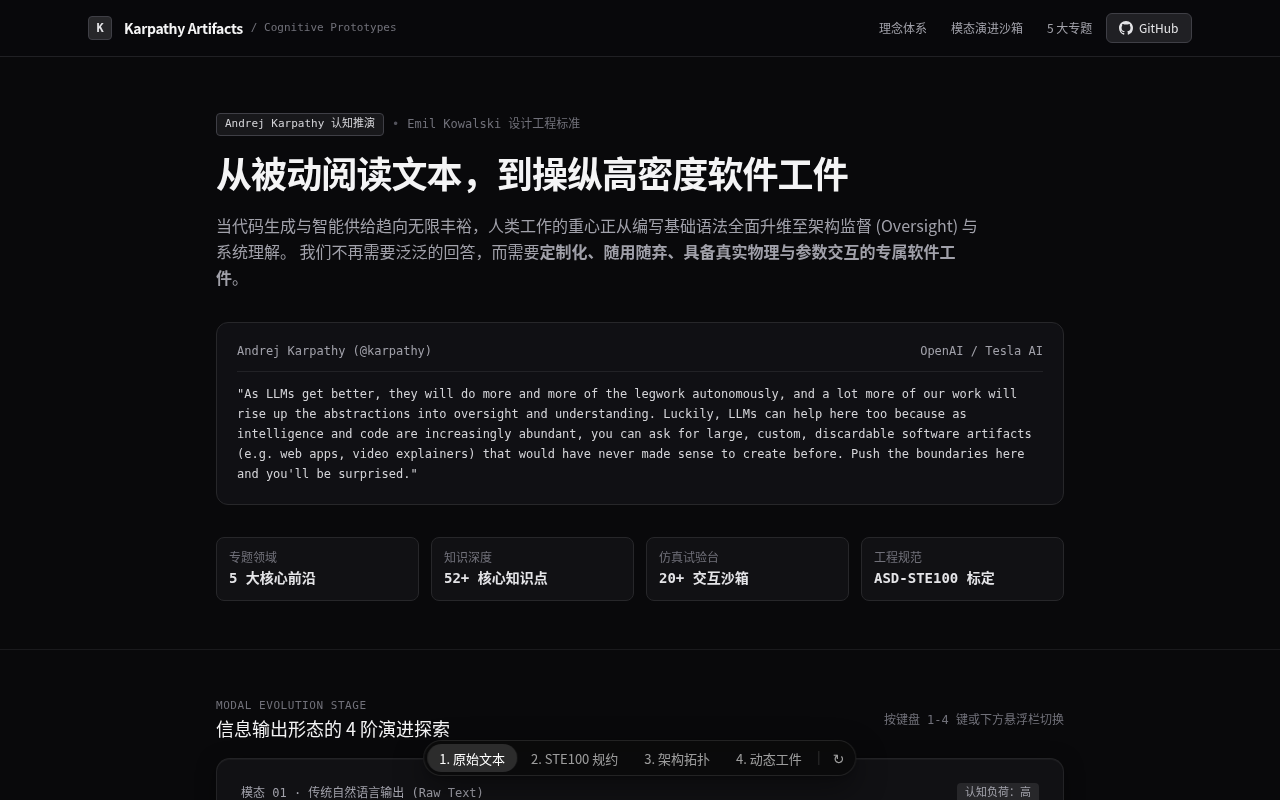 K Karpathy Artifacts / Cognitive Prototypes 理念体系 模态演进沙箱 5 大专题 GitHub
Andrej Karpathy 认知推演 • Emil Kowalski 设计工程标准
从被动阅读文本，到操纵高密度软件工件
当代码生成与智能供给趋向无限丰裕，人类工作的重心正从编写基础语法全面升维至架构监督 (Oversight) 与
系统理解。 我们不再需要泛泛的回答，而需要定制化、随用随弃、具备真实物理与参数交互的专属软件工
件。
Andrej Karpathy (@karpathy) OpenAI / Tesla AI
"As LLMs get better, they will do more and more of the legwork autonomously, and a lot more of our work will
rise up the abstractions into oversight and understanding. Luckily, LLMs can help here too because as
intelligence and code are increasingly abundant, you can ask for large, custom, discardable software artifacts
(e.g. web apps, video explainers) that would have never made sense to create before. Push the boundaries here
and you'll be surprised."
专题领域
5 大核心前沿
知识深度
52+ 核心知识点
仿真试验台
20+ 交互沙箱
工程规范
ASD-STE100 标定
MODAL EVOLUTION STAGE
信息输出形态的 4 阶演进探索
按键盘 1-4 键或下方悬浮栏切换
1. 原始文本 2. STE100 规约 3. 架构拓扑 4. 动态工件 ↻
模态 01 · 传统自然语言输出 (Raw Text) 认知负荷: 高